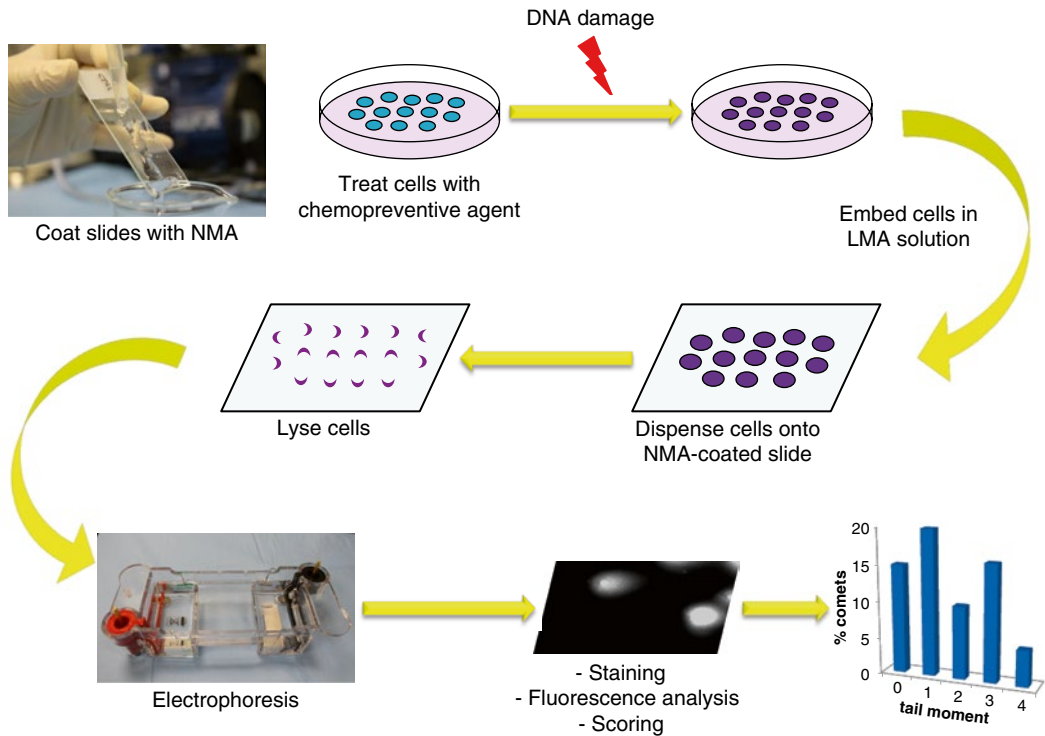 DNA damage
Coat slides with NMA
Treat cells with
chemopreventive agent
Embed cells in
LMA solution
Lyse cells
Dispense cells onto
NMA-coated slide
Electrophoresis
- Staining
- Fluorescence analysis
- Scoring
% comets
20
15
10
5
0
0 1 2 3 4
tail moment